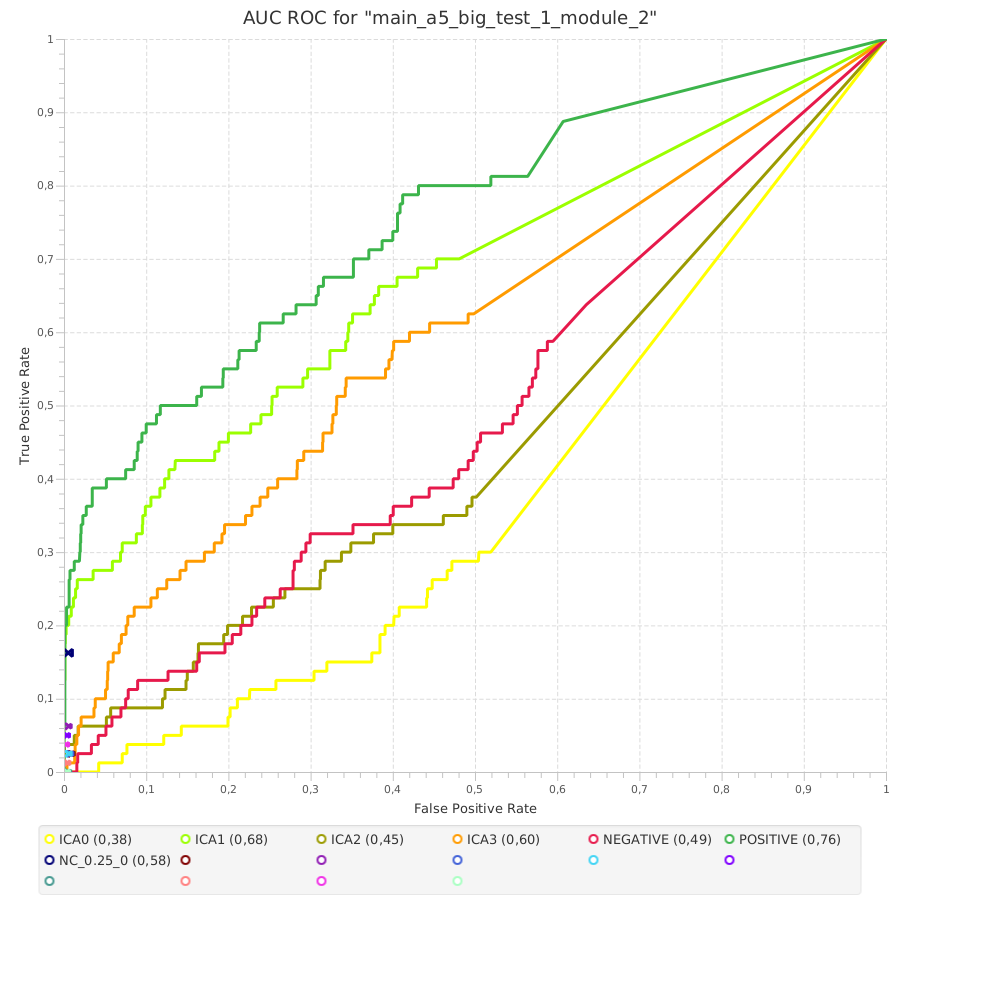 AUC ROC for "main_a5_big_test_1_module_2"
1
0,9
0,8
0,7
0,6
0,5
0,4
0,3
0,2
0,1
0
True Positive Rate
0 0,1 0,2 0,3 0,4 0,5 0,6 0,7 0,8 0,9 1
False Positive Rate
ICA0 (0,38) ICA1 (0,68) ICA2 (0,45) ICA3 (0,60) NEGATIVE (0,49) POSITIVE (0,76)
NC_0.25_0 (0,58)